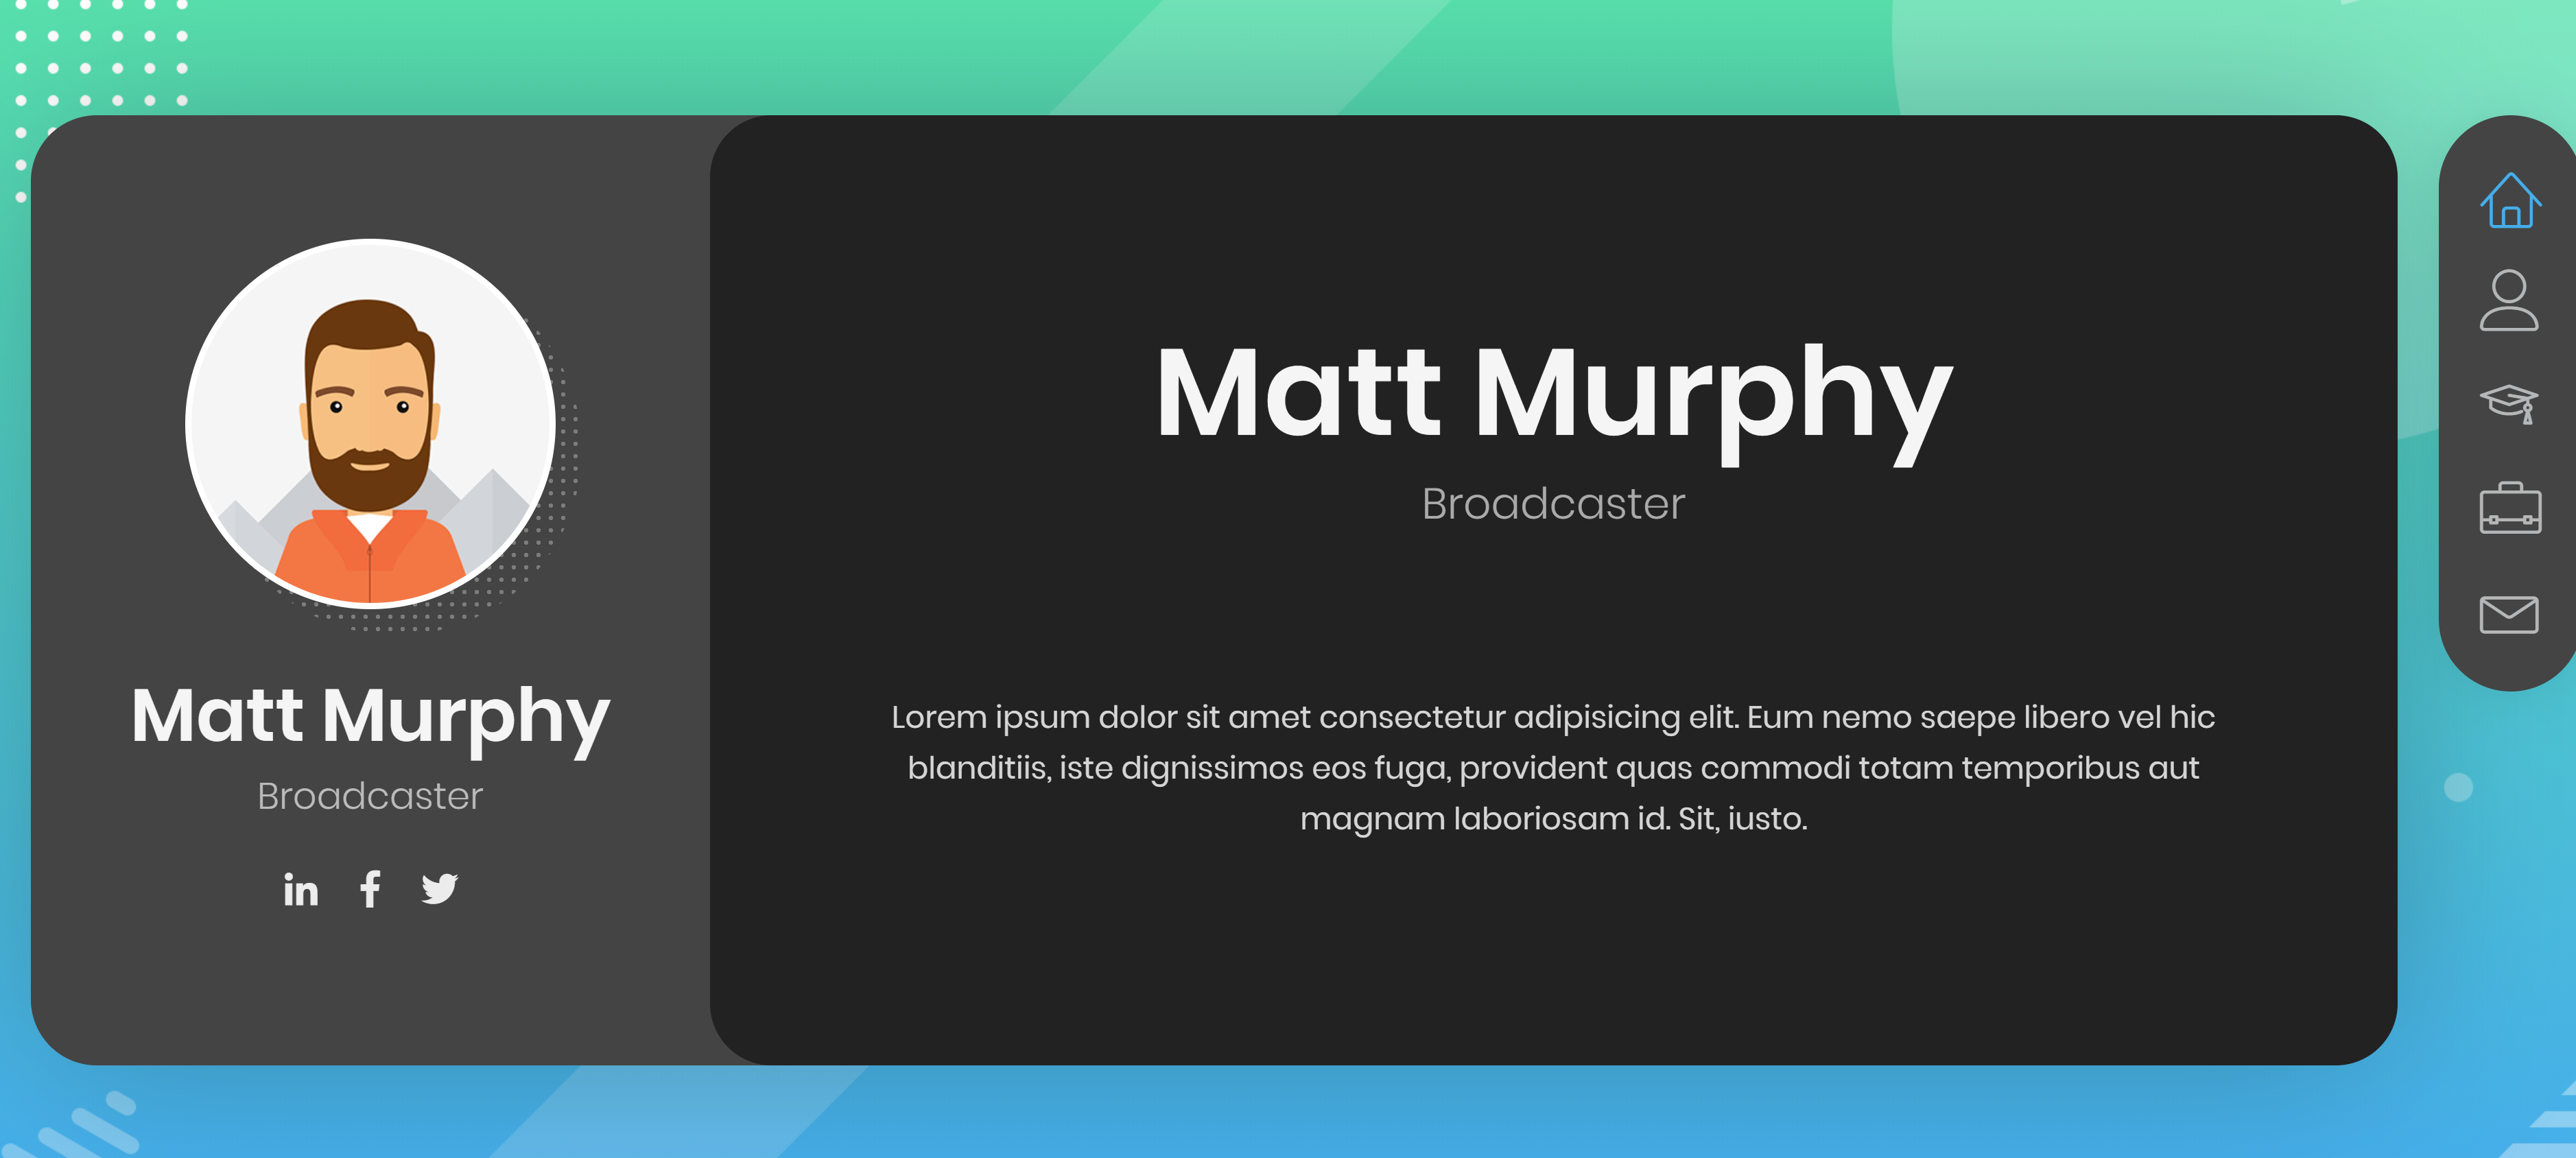 Matt Murphy
Broadcaster
Matt Murphy
Broadcaster
Lorem ipsum dolor sit amet consectetur adipisicing elit. Eum nemo saepe libero vel hic
blanditiis, iste dignissimos eos fuga, provident quas commodi totam temporibus aut
magnam laboriosam id. Sit, iusto.